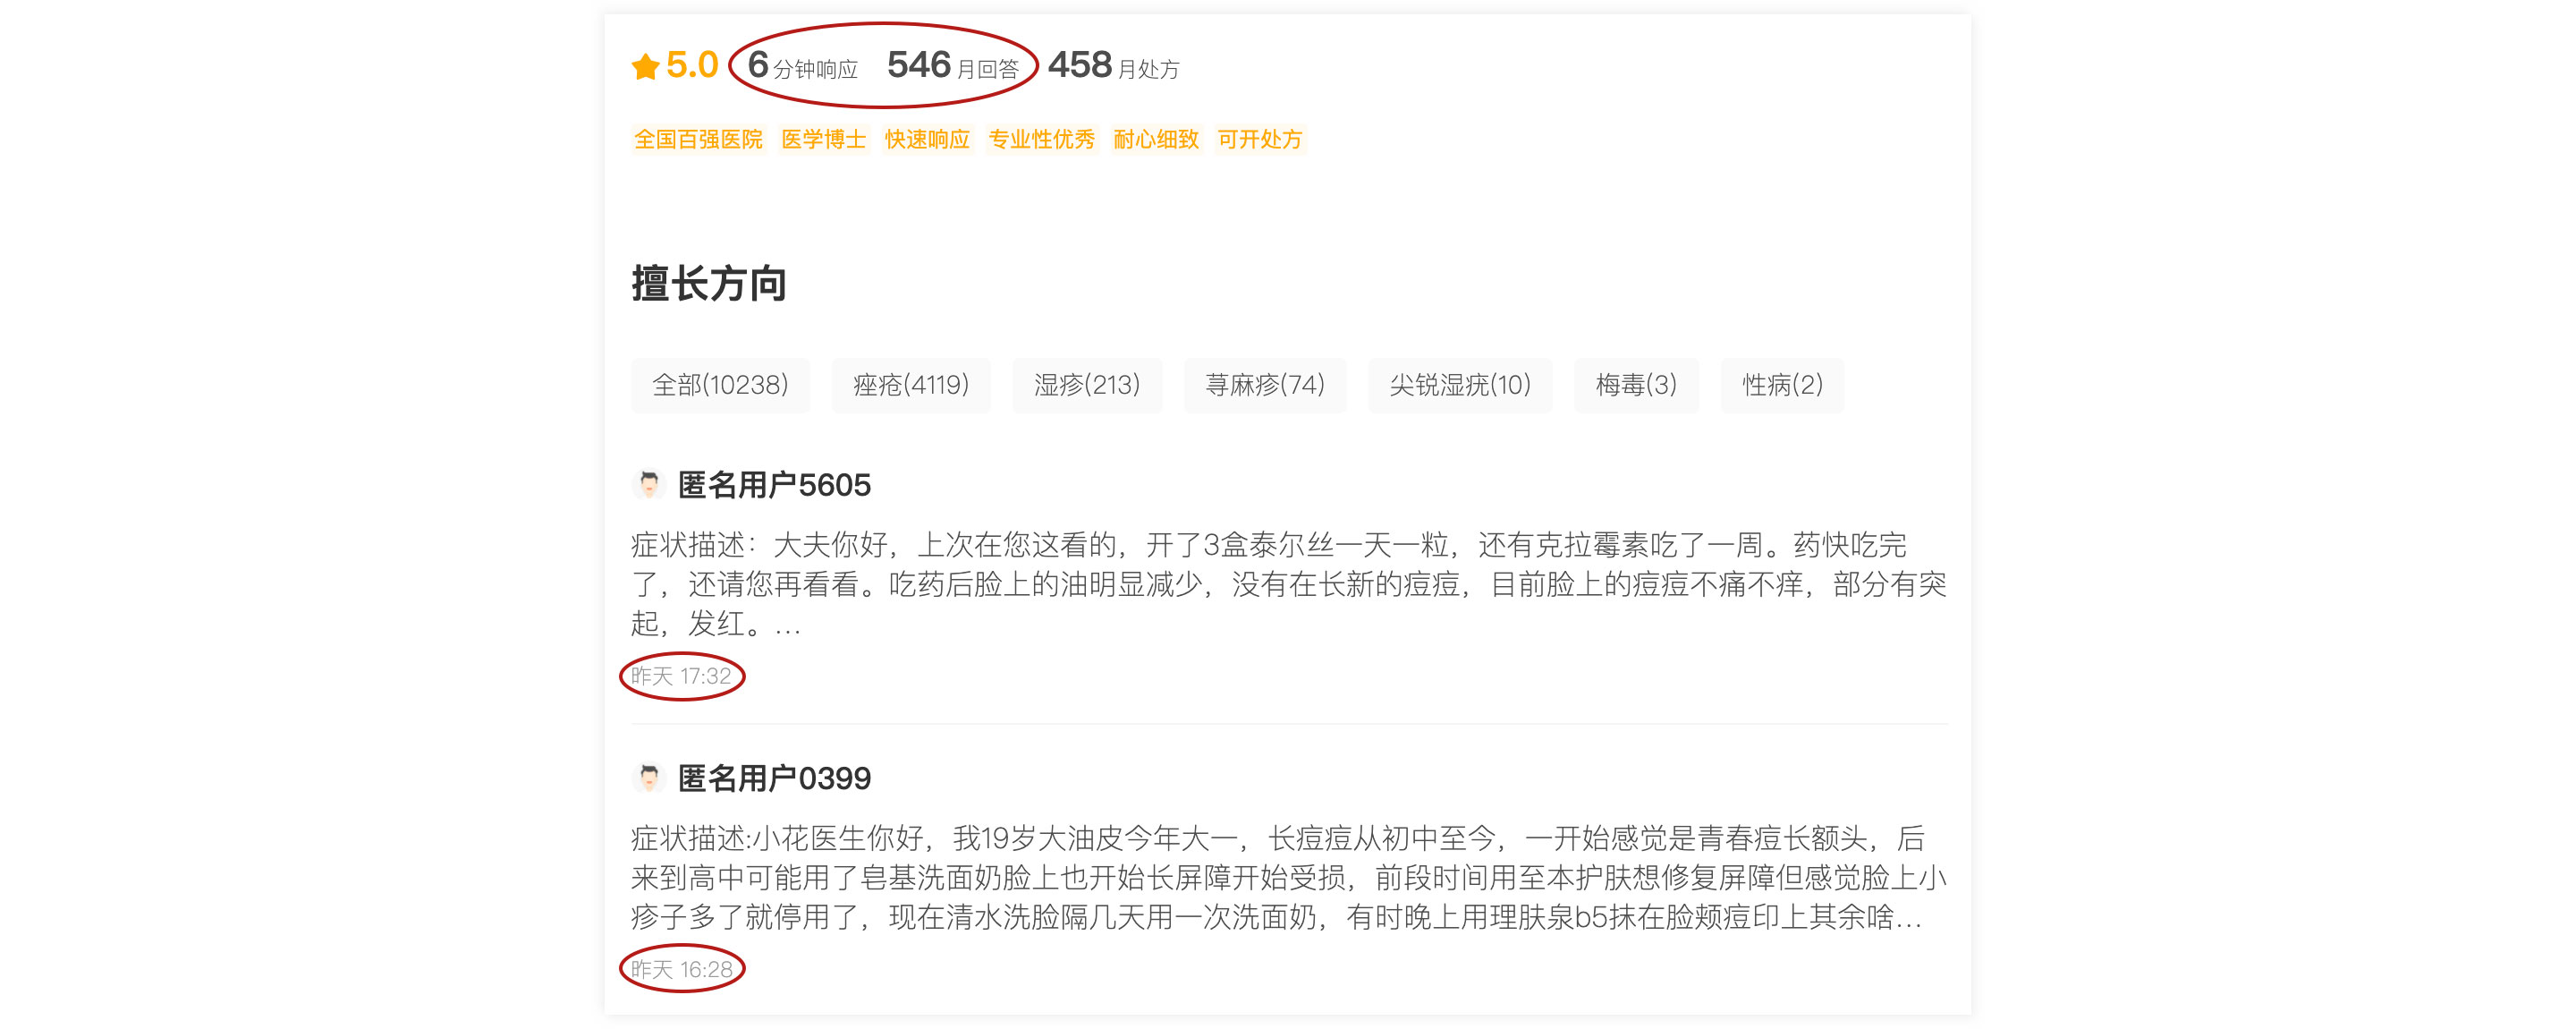 5.0 6分钟响应 546月回答 458月处方
全国百强医院 医学博士 快速响应 专业性优秀 耐心细致 可开处方
擅长方向
全部(10238) 痤疮(4119) 湿疹(213) 荨麻疹(74) 尖锐湿疣(10) 梅毒(3) 性病(2)
匿名用户5605
症状描述：大夫你好，上次在您这看的，开了3盒泰尔丝一天一粒，还有克拉霉素吃了一周。药快吃完
了，还请您再看看。吃药后脸上的油明显减少，没有在长新的痘痘，目前脸上的痘痘不痛不痒，部分有突
起，发红。...
昨天 17:32
匿名用户0399
症状描述:小花医生你好，我19岁大油皮今年大一，长痘痘从初中至今，一开始感觉是青春痘长额头，后
来到高中可能用了皂基洗面奶脸上也开始长屏障开始受损，前段时间用至本护肤想修复屏障但感觉脸上小
疹子多了就停用了，现在清水洗脸隔几天用一次洗面奶，有时晚上用理肤泉b5抹在脸颊痘印上其余啥...
昨天 16:28